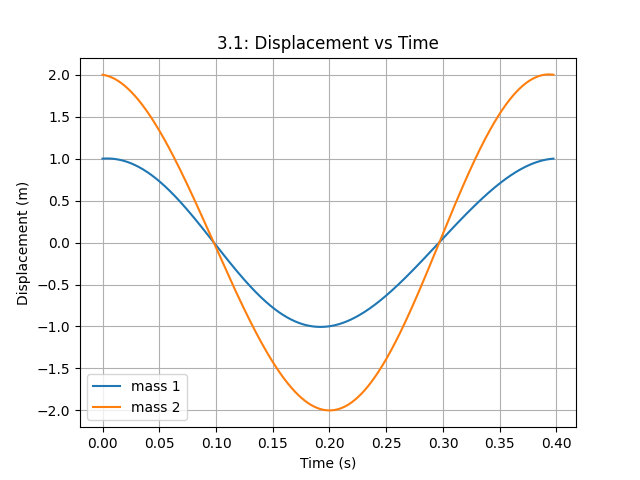 3.1: Displacement vs Time
Displacement (m)
2.0
1.5
1.0
0.5
0.0
−0.5
−1.0
−1.5
−2.0
mass 1
mass 2
0.00 0.05 0.10 0.15 0.20 0.25 0.30 0.35 0.40
Time (s)